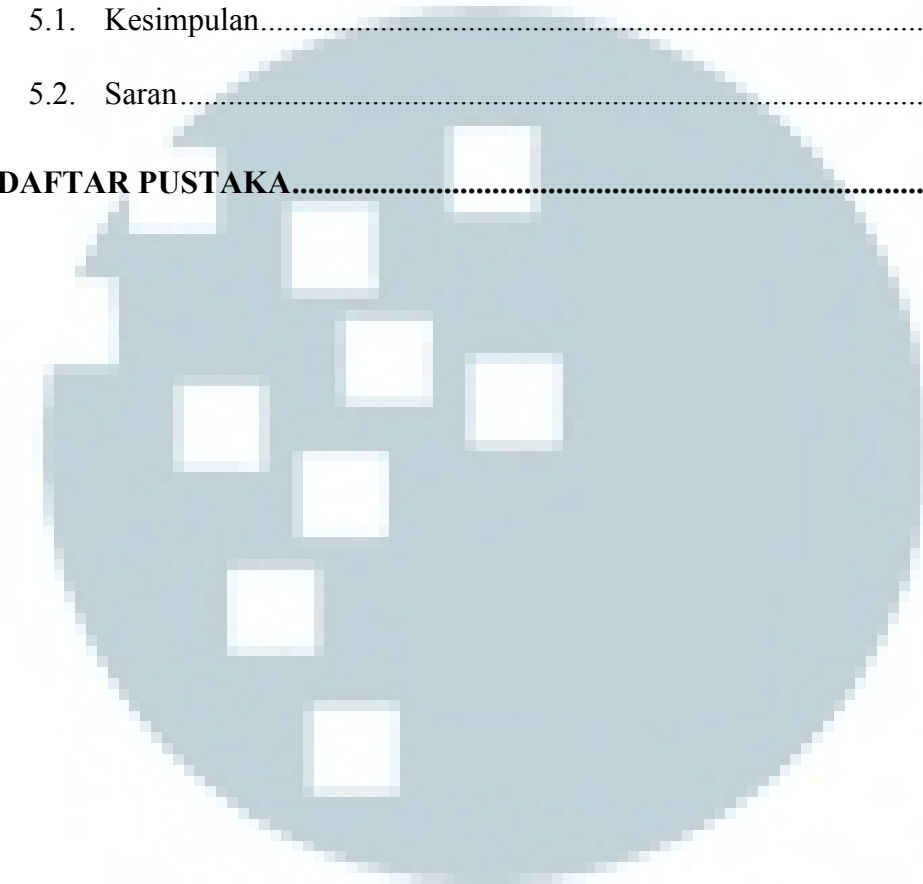 5.1. Kesimpulan..........................................................................................
5.2. Saran......................................................................................................
DAFTAR PUSTAKA..................................................................................